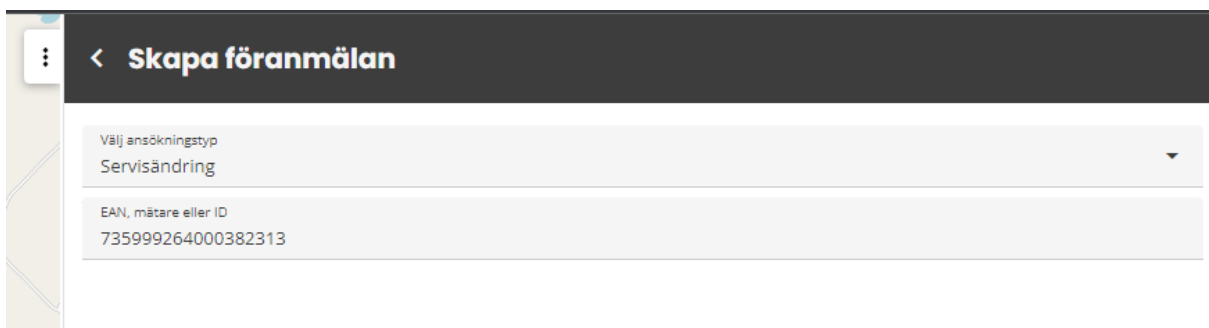 Skapa föranmälan
Välj ansökningstyp
Servisändring
EAN, mätare eller ID
735999264000382313